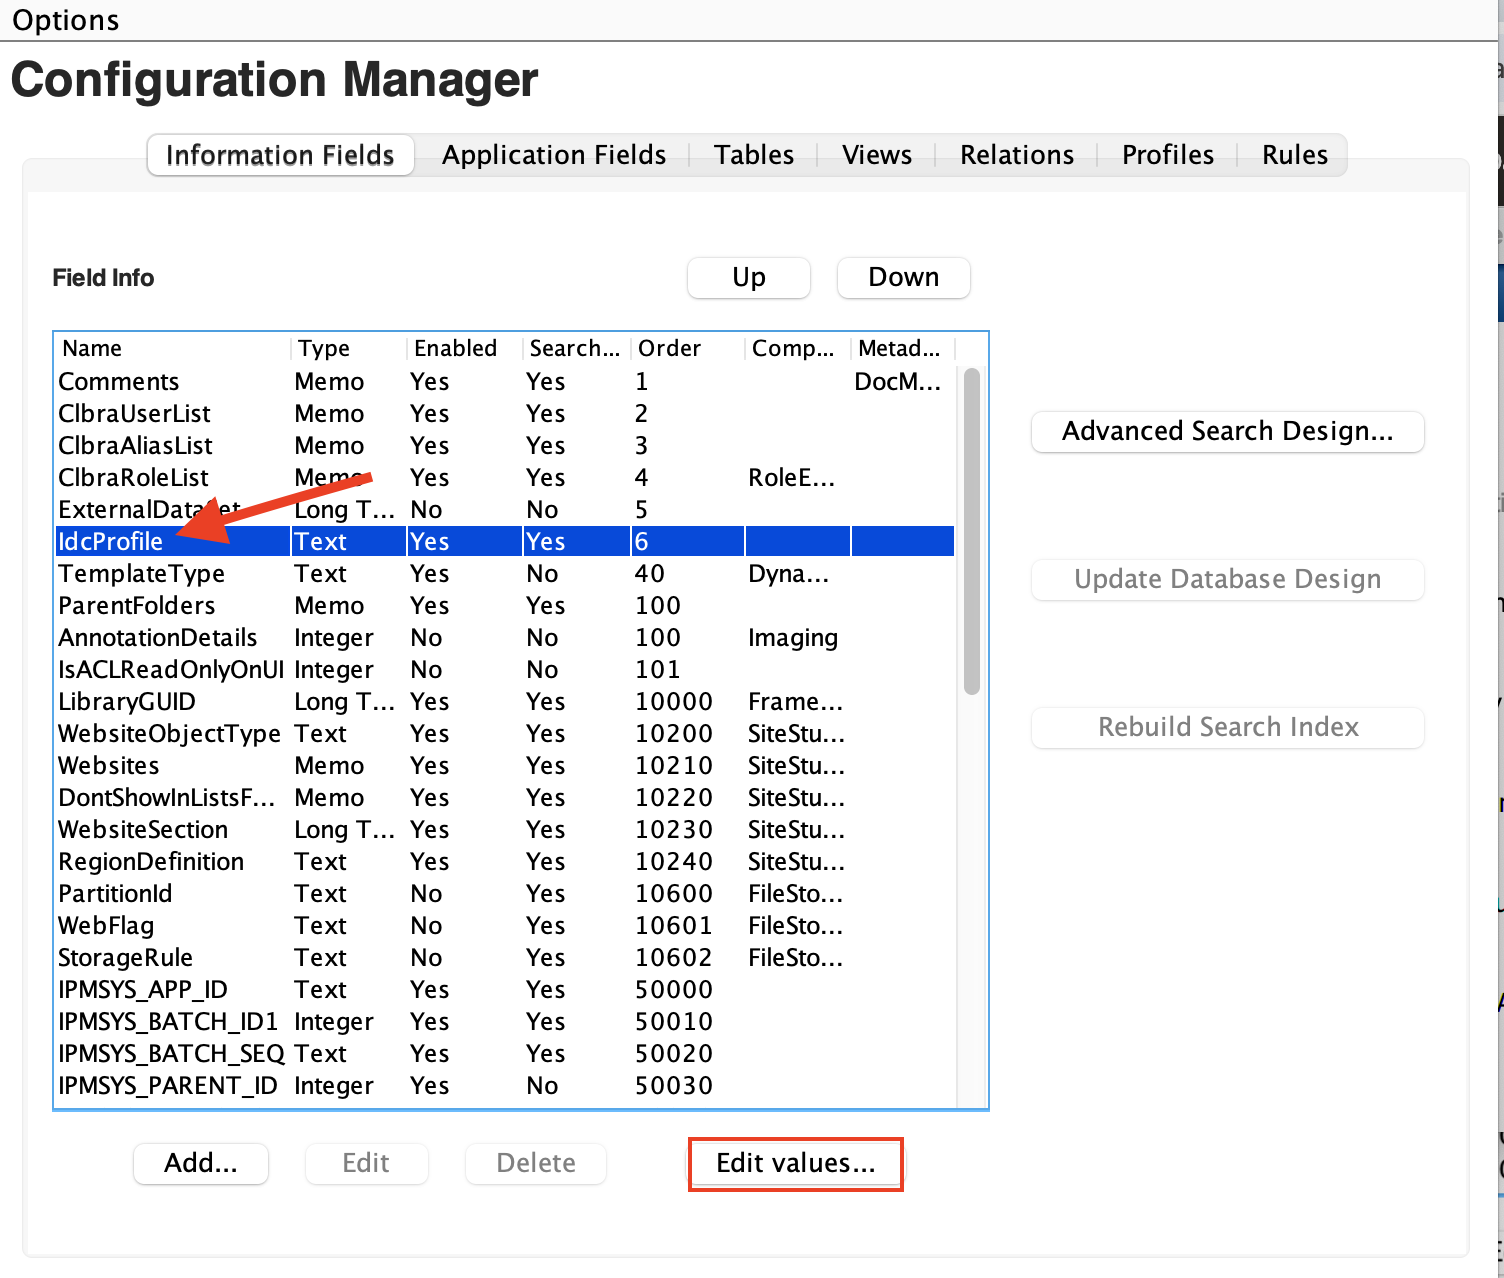 Options
Configuration Manager
Information Fields Application Fields Tables Views Relations Profiles Rules
Field Info Up Down
Name Type Enabled Search... Order Comp... Metad...
Comments Memo Yes Yes 1 DocM...
ClbraUserList Memo Yes Yes 2
ClbraAliasList Memo Yes Yes 3
ClbraRoleList Memo Yes Yes 4 RoleE...
ExternalDataSet Long T... No No 5
IdcProfile Text Yes Yes 6
TemplateType Text Yes No 40 Dyna...
ParentFolders Memo Yes Yes 100
AnnotationDetails Integer No No 100 Imaging
IsACLReadOnlyOnUI Integer No No 101
LibraryGUID Long T... Yes Yes 10000 Frame...
WebsiteObjectType Text Yes Yes 10200 SiteStu...
Websites Memo Yes Yes 10210 SiteStu...
DontShowInListsF... Memo Yes Yes 10220 SiteStu...
WebsiteSection Long T... Yes Yes 10230 SiteStu...
RegionDefinition Text Yes Yes 10240 SiteStu...
PartitionId Text No Yes 10600 FileSto...
WebFlag Text No Yes 10601 FileSto...
StorageRule Text No Yes 10602 FileSto...
IPMSYS_APP_ID Text Yes Yes 50000
IPMSYS_BATCH_ID1 Integer Yes Yes 50010
IPMSYS_BATCH_SEQ Text Yes Yes 50020
IPMSYS_PARENT_ID Integer Yes No 50030
Advanced Search Design...
Update Database Design
Rebuild Search Index
Add... Edit Delete Edit values...